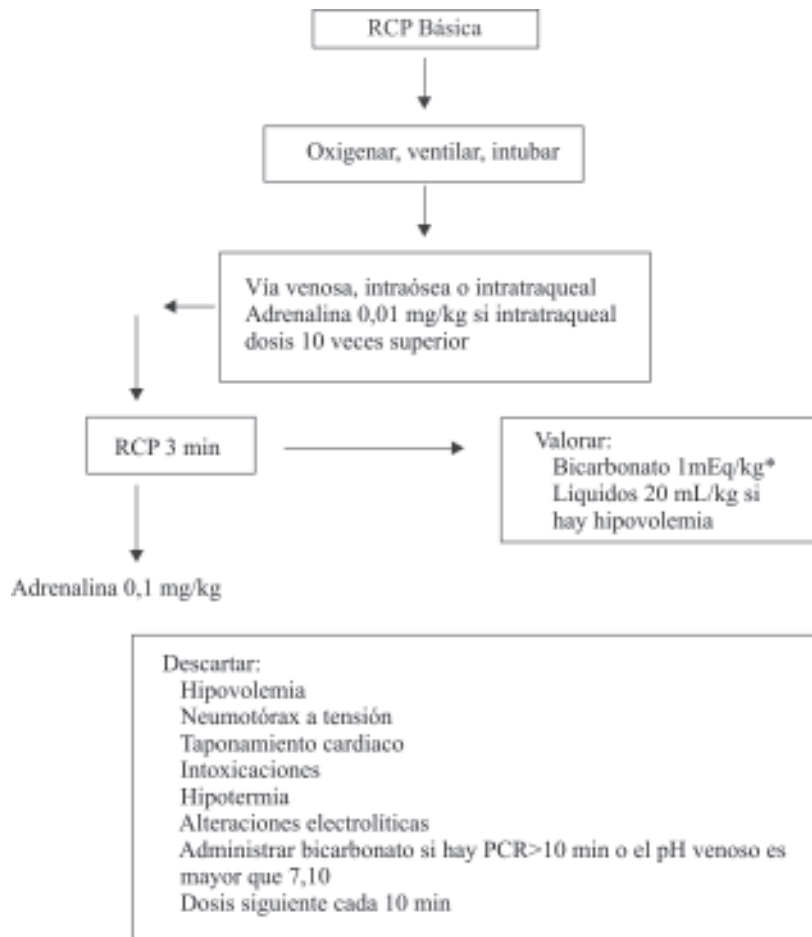 RCP Básica
Oxigenar, ventilar, intubar
Vía venosa, intraósea o intratraqueal
Adrenalina 0,01 mg/kg si intratraqueal
dosis 10 veces superior
RCP 3 min
Valorar:
Bicarbonato 1mEq/kg*
Líquidos 20 mL/kg si
hay hipovolemia
Adrenalina 0,1 mg/kg
Descartar:
Hipovolemia
Neumotórax a tensión
Taponamiento cardiaco
Intoxicaciones
Hipotermia
Alteraciones electrolíticas
Administrar bicarbonato si hay PCR>10 min o el pH venoso es
mayor que 7,10
Dosis siguiente cada 10 min